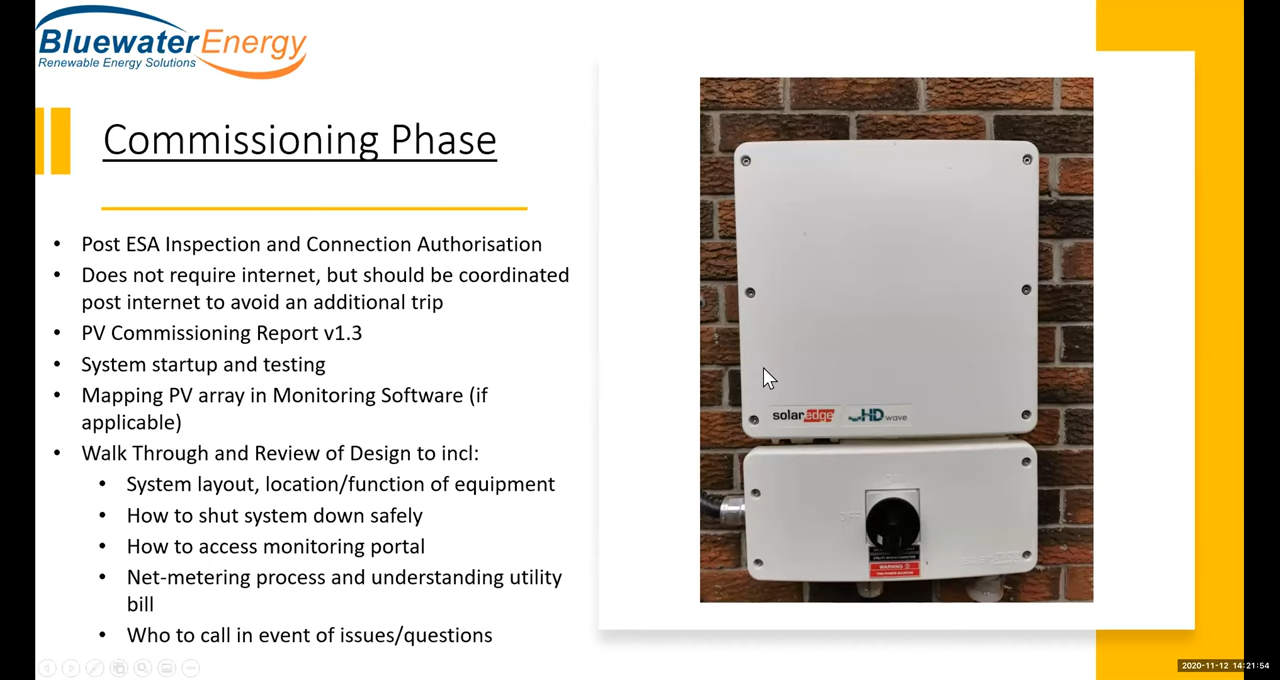 BluewaterEnergy
Renewable Energy Solutions
Commissioning Phase
• Post ESA Inspection and Connection Authorisation
• Does not require internet, but should be coordinated
post internet to avoid an additional trip
• PV Commissioning Report v1.3
• System startup and testing
• Mapping PV array in Monitoring Software (if
applicable)
• Walk Through and Review of Design to incl:
• System layout, location/function of equipment
• How to shut system down safely
• How to access monitoring portal
• Net-metering process and understanding utility
bill
• Who to call in event of issues/questions
solaredge HD wave
OFF
WARNING
2020-11-12 14:21:54